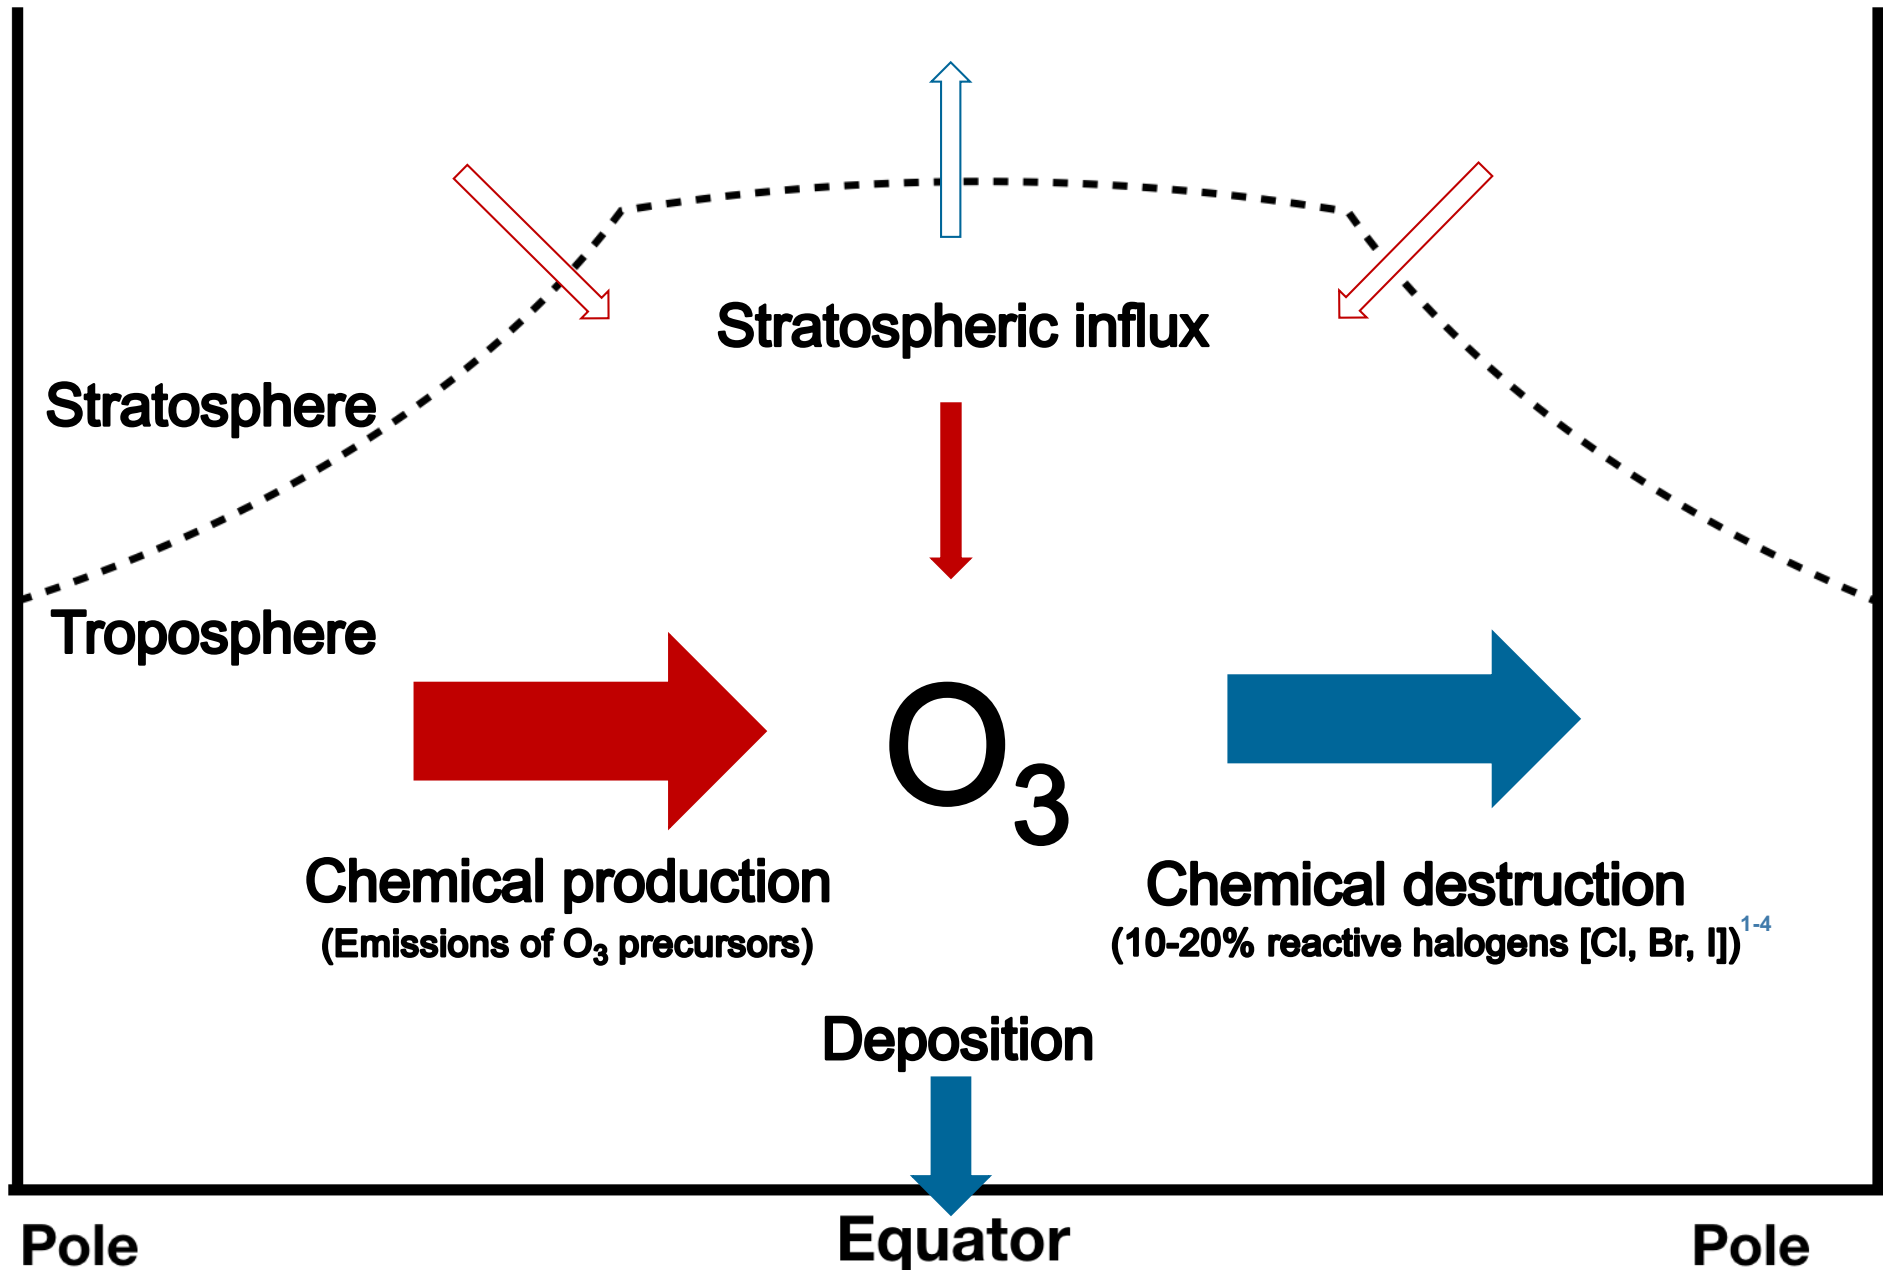 Stratospheric influx
Stratosphere
Troposphere
O₃
Chemical production
(Emissions of O₃ precursors)
Chemical destruction
(10-20% reactive halogens [Cl, Br, I])¹⁻⁴
Deposition
Pole
Equator
Pole